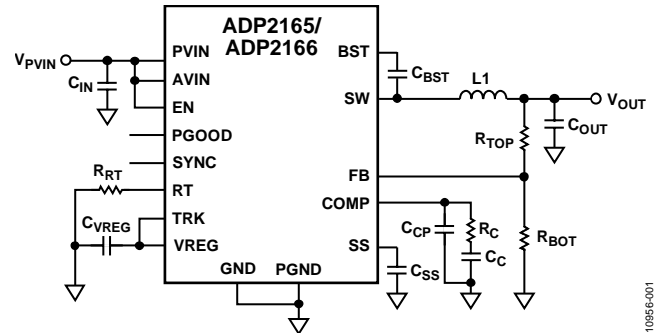 ADP2165/
ADP2166
VPVIN
CIN
PVIN
AVIN
EN
PGOOD
SYNC
RRT
RT
TRK
CVREG
VREG
GND
PGND
BST
CBST
SW
L1
VOUT
COUT
RTOP
FB
COMP
CCP
RC
CC
RBOT
SS
CSS
10956-001